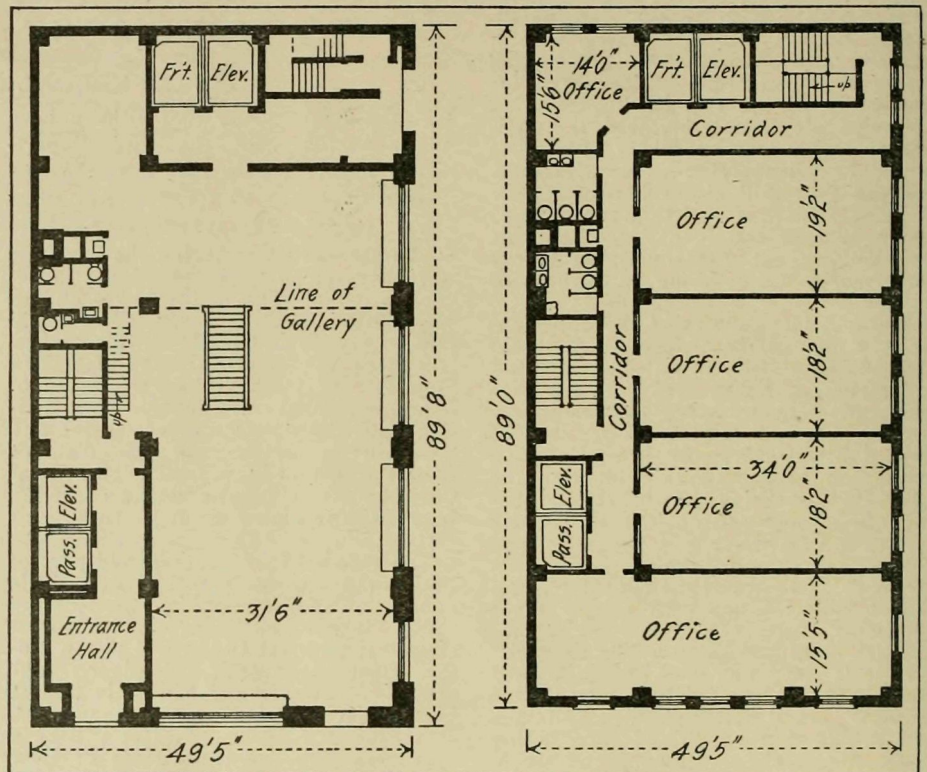 Fr't. Elev.
Line of
Gallery
up
Elev.
Pass.
31'6"
Entrance
Hall
89'8"
49'5"
14'0"
Office
15'6"
Fr't. Elev.
up
Corridor
Office
19'2"
Office
18'2"
Corridor
34'0"
Office
18'2"
Elev.
Pass.
Office
15'5"
89'0"
49'5"